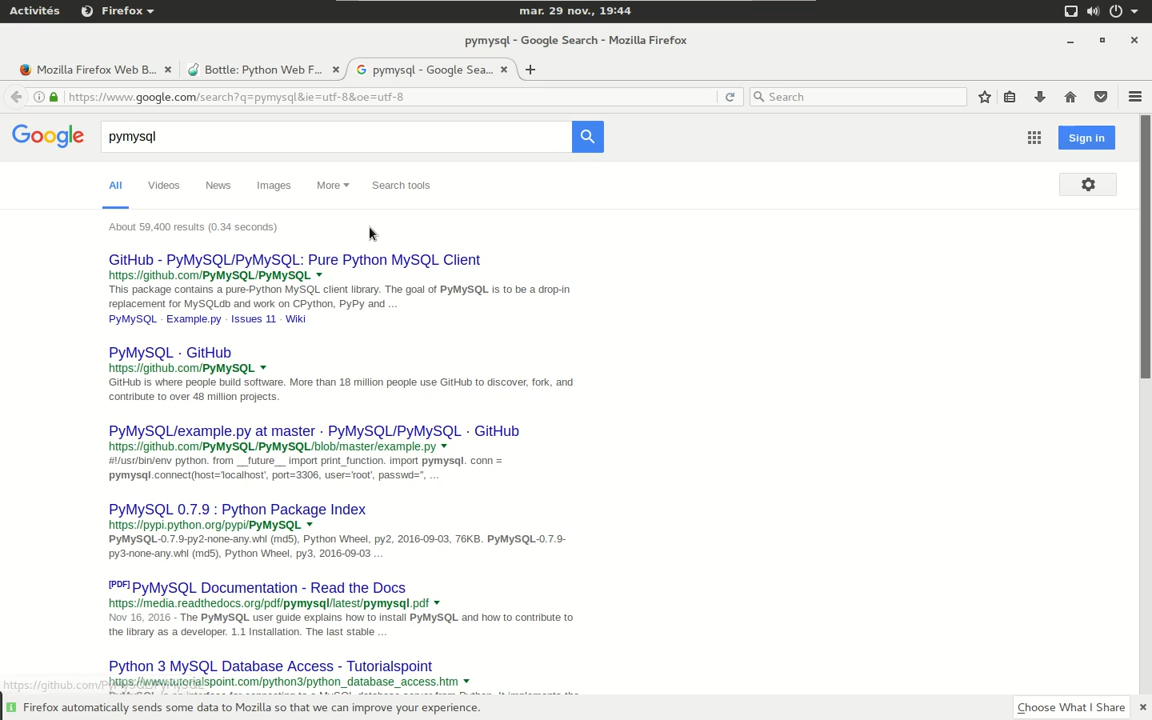 Activités
Firefox
mar. 29 nov., 19:44
pymysql - Google Search - Mozilla Firefox
Mozilla Firefox Web B...
Bottle: Python Web F...
pymysql - Google Sea...
https://www.google.com/search?q=pymysql&ie=utf-8&oe=utf-8
Search
Google
pymysql
Sign in
All
Videos
News
Images
More
Search tools
About 59,400 results (0.34 seconds)
GitHub - PyMySQL/PyMySQL: Pure Python MySQL Client
https://github.com/PyMySQL/PyMySQL
This package contains a pure-Python MySQL client library. The goal of PyMySQL is to be a drop-in
replacement for MySQLdb and work on CPython, PyPy and ...
PyMySQL · Example.py · Issues 11 · Wiki
PyMySQL · GitHub
https://github.com/PyMySQL
GitHub is where people build software. More than 18 million people use GitHub to discover, fork, and
contribute to over 48 million projects.
PyMySQL/example.py at master · PyMySQL/PyMySQL · GitHub
https://github.com/PyMySQL/PyMySQL/blob/master/example.py
#!/usr/bin/env python. from __future__ import print_function. import pymysql. conn =
pymysql.connect(host='localhost', port=3306, user='root', passwd='', ...
PyMySQL 0.7.9 : Python Package Index
https://pypi.python.org/pypi/PyMySQL
PyMySQL-0.7.9-py2-none-any.whl (md5), Python Wheel, py2, 2016-09-03, 76KB. PyMySQL-0.7.9-
py3-none-any.whl (md5), Python Wheel, py3, 2016-09-03 ...
[PDF] PyMySQL Documentation - Read the Docs
https://media.readthedocs.org/pdf/pymysql/latest/pymysql.pdf
Nov 16, 2016 - The PyMySQL user guide explains how to install PyMySQL and how to contribute to
the library as a developer. 1.1 Installation. The last stable ...
Python 3 MySQL Database Access - Tutorialspoint
https://www.tutorialspoint.com/python3/python_database_access.htm
https://github.com/PyMySQL/PyMySQL
Firefox automatically sends some data to Mozilla so that we can improve your experience.
Choose What I Share